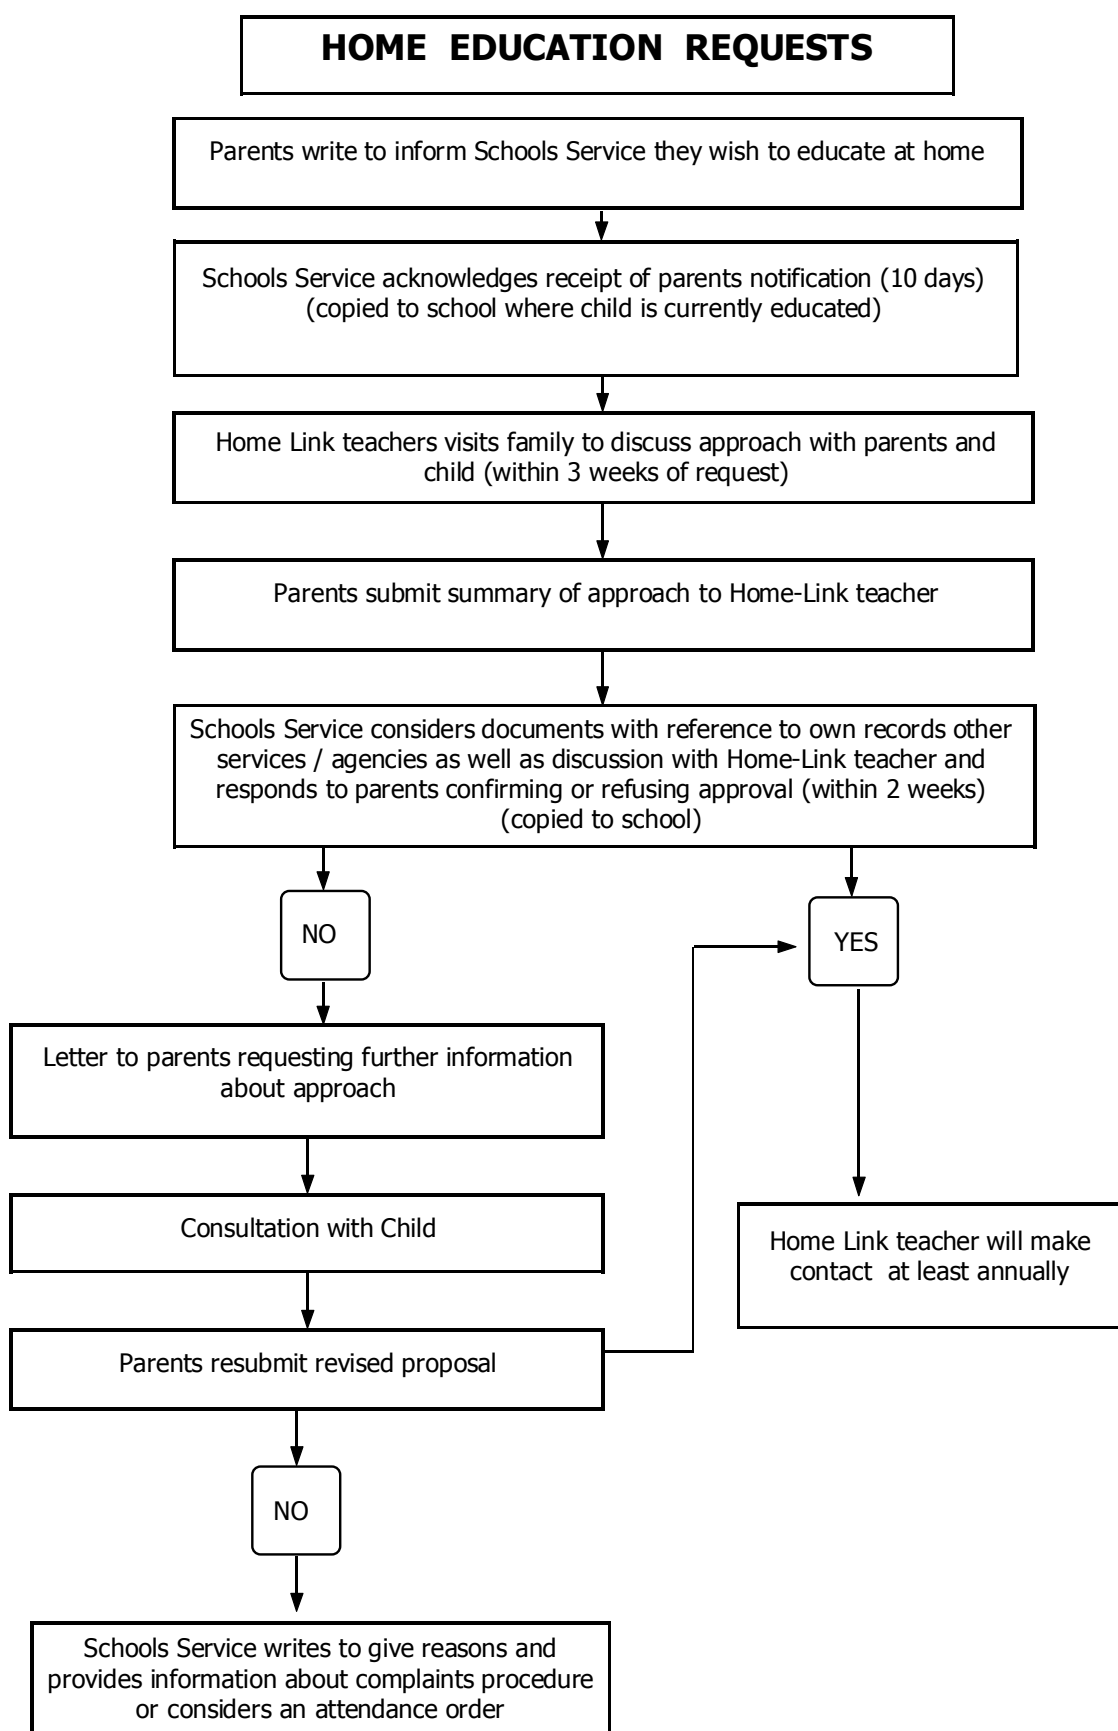 HOME EDUCATION REQUESTS
Parents write to inform Schools Service they wish to educate at home
Schools Service acknowledges receipt of parents notification (10 days)
(copied to school where child is currently educated)
Home Link teachers visits family to discuss approach with parents and
child (within 3 weeks of request)
Parents submit summary of approach to Home-Link teacher
Schools Service considers documents with reference to own records other
services / agencies as well as discussion with Home-Link teacher and
responds to parents confirming or refusing approval (within 2 weeks)
(copied to school)
NO
YES
Letter to parents requesting further information
about approach
Consultation with Child
Home Link teacher will make
contact at least annually
Parents resubmit revised proposal
NO
Schools Service writes to give reasons and
provides information about complaints procedure
or considers an attendance order